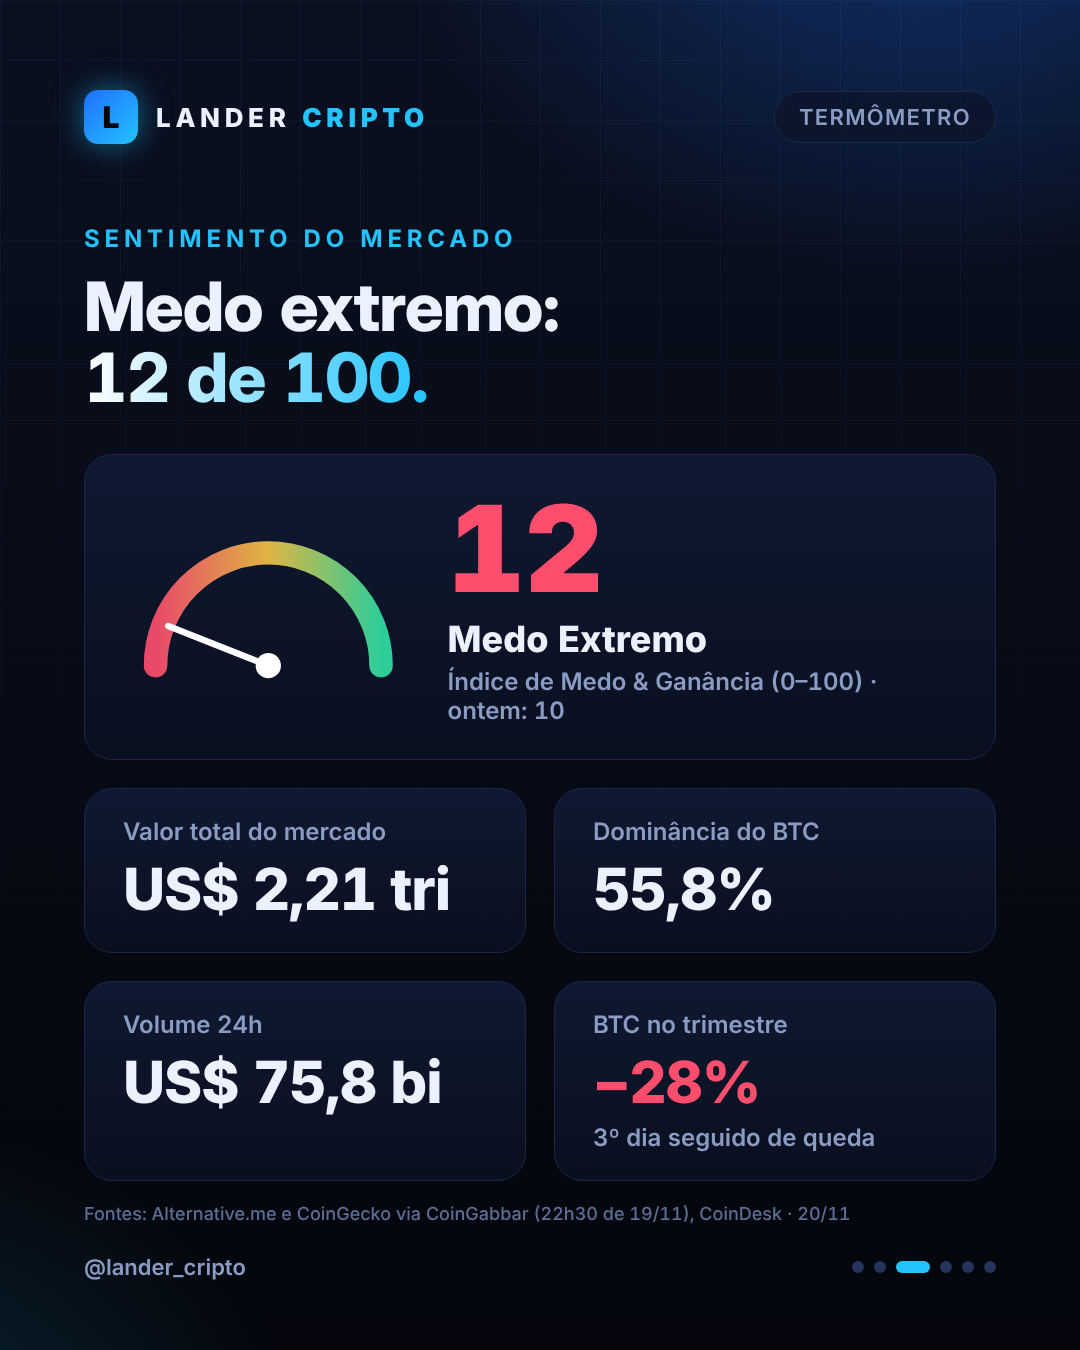 L LANDER CRIPTO
TERMÔMETRO
SENTIMENTO DO MERCADO
Medo extremo:
12 de 100.
12
Medo Extremo
Índice de Medo & Ganância (0–100) ·
ontem: 10
Valor total do mercado
US$ 2,21 tri
Dominância do BTC
55,8%
Volume 24h
US$ 75,8 bi
BTC no trimestre
–28%
3º dia seguido de queda
Fontes: Alternative.me e CoinGecko via CoinGabbar (22h30 de 19/11), CoinDesk · 20/11
@lander_cripto